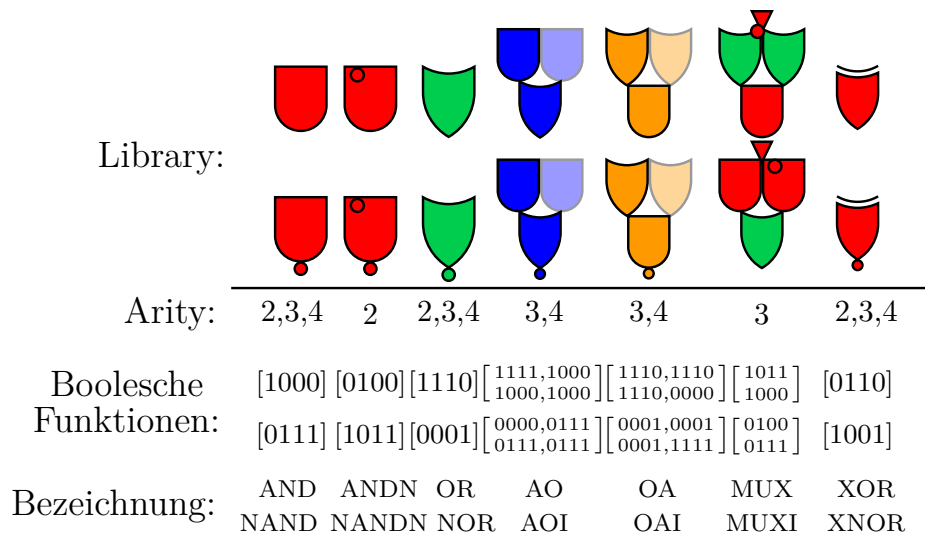 Library:
Arity: 2,3,4 2 2,3,4 3,4 3,4 3 2,3,4
Boolesche Funktionen:
[1000] [0100] [1110] [1111,1000 1000,1000] [1110,1110 1110,0000] [1011 1000] [0110]
[0111] [1011] [0001] [0000,0111 0111,0111] [0001,0001 0001,1111] [0100 0111] [1001]
Bezeichnung:
AND ANDN OR AO OA MUX XOR
NAND NANDN NOR AOI OAI MUXI XNOR